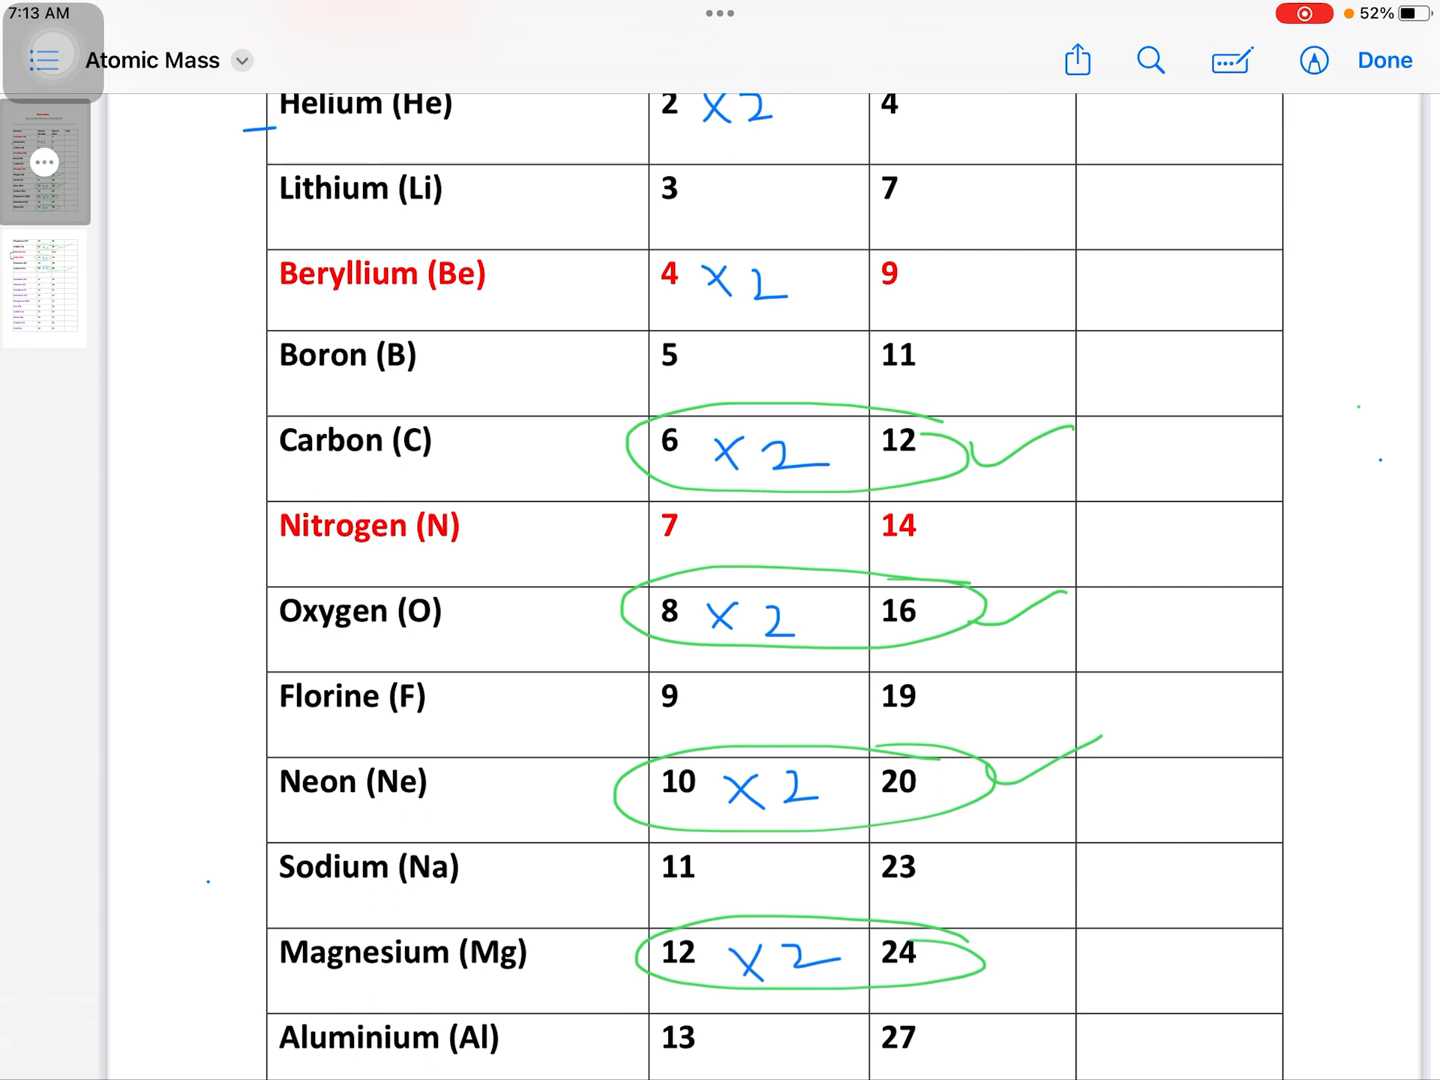 7:13 AM
52%
Atomic Mass
Done
Helium (He) 2 × 2 4
Lithium (Li) 3 7
Beryllium (Be) 4 × 2 9
Boron (B) 5 11
Carbon (C) 6 × 2 12
Nitrogen (N) 7 14
Oxygen (O) 8 × 2 16
Florine (F) 9 19
Neon (Ne) 10 × 2 20
Sodium (Na) 11 23
Magnesium (Mg) 12 × 2 24
Aluminium (Al) 13 27